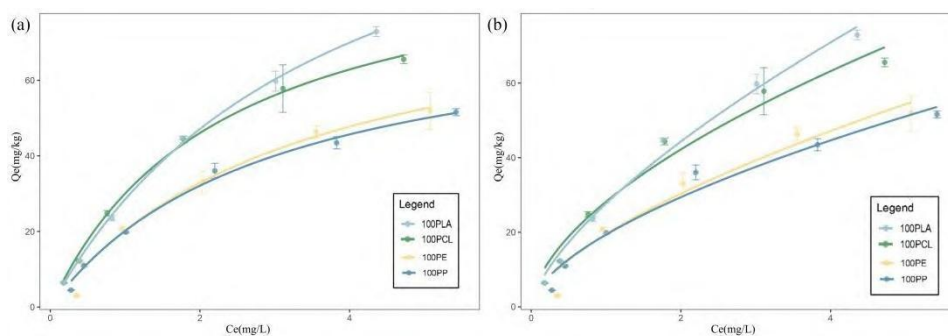 (a)
Qe(mg/kg)
60
40
20
0
0
2
4
Ce(mg/L)
Legend
100PLA
100PCL
100PE
100PP
(b)
Qe(mg/kg)
60
40
20
0
0
2
4
Ce(mg/L)
Legend
100PLA
100PCL
100PE
100PP